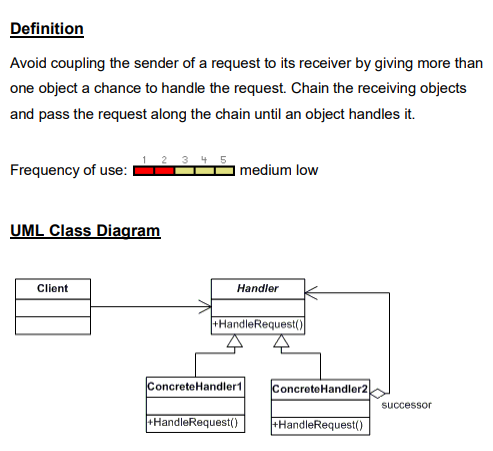 Definition
Avoid coupling the sender of a request to its receiver by giving more than
one object a chance to handle the request. Chain the receiving objects
and pass the request along the chain until an object handles it.
1 2 3 4 5
Frequency of use: medium low
UML Class Diagram
Client
Handler
+HandleRequest()
ConcreteHandler1
+HandleRequest()
ConcreteHandler2
+HandleRequest()
successor